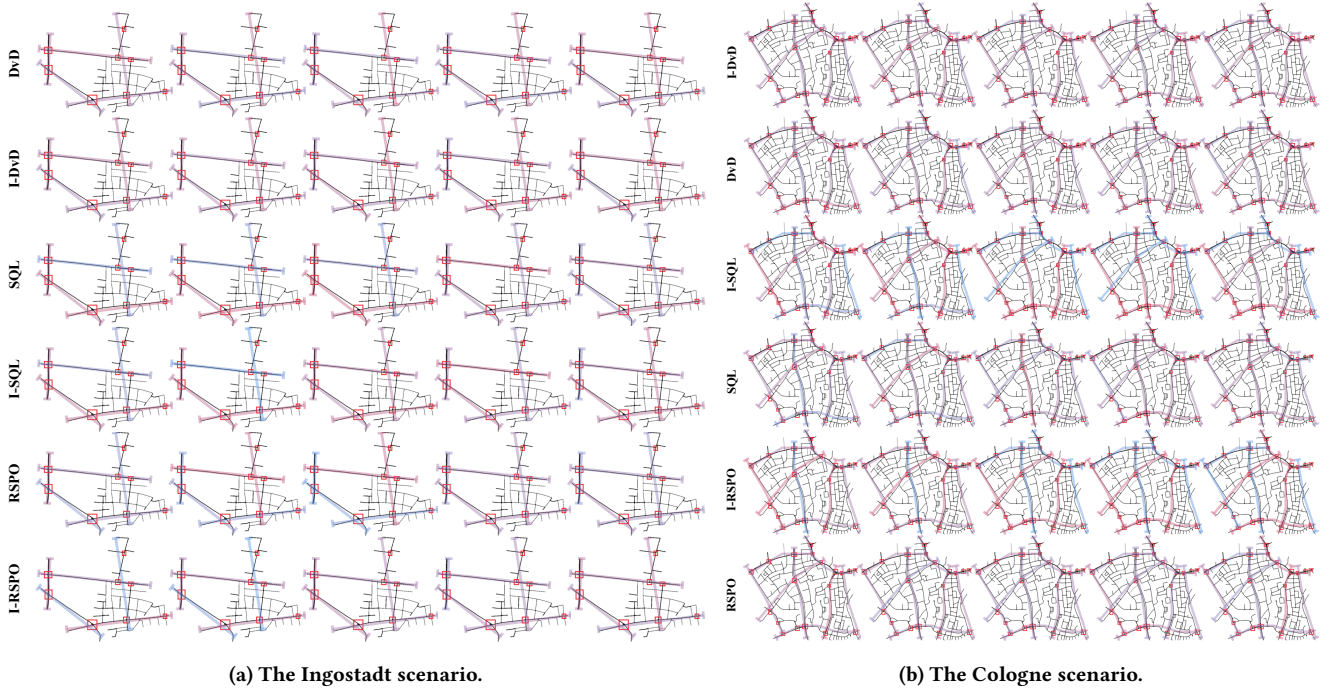 DvD
I-DvD
SQL
I-SQL
RSPO
I-RSPO
(a) The Ingostadt scenario.
I-DvD
DvD
I-SQL
SQL
I-RSPO
RSPO
(b) The Cologne scenario.